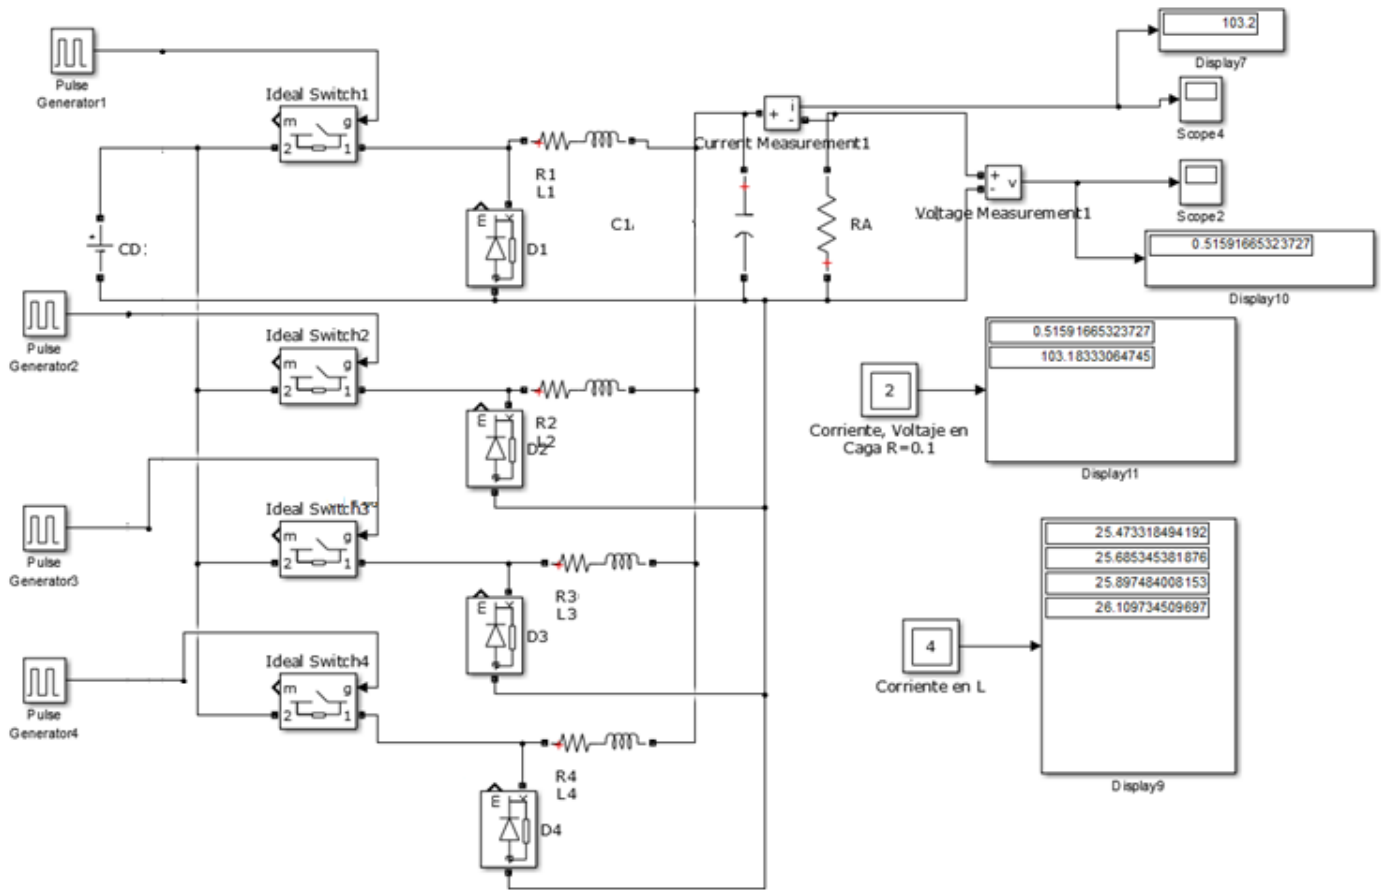 103.2
Display7
Pulse
Generator1
Ideal Switch1
m
g
2
1
+
i
-
Current Measurement1
Scope4
R1
L1
+
-
v
Voltage Measurement1
Scope2
CD
E
D1
C1
RA
0.51591665323727
Display10
Pulse
Generator2
Ideal Switch2
m
g
2
1
R2
L2
E
D2
0.51591665323727
103.18333064745
2
Corriente, Voltaje en
Caga R=0.1
Display11
Pulse
Generator3
Ideal Switch3
m
g
2
1
R3
L3
E
D3
25.473318494192
25.685345381876
25.897484008153
26.109734509697
4
Corriente en L
Display9
Pulse
Generator4
Ideal Switch4
m
g
2
1
R4
L4
E
D4